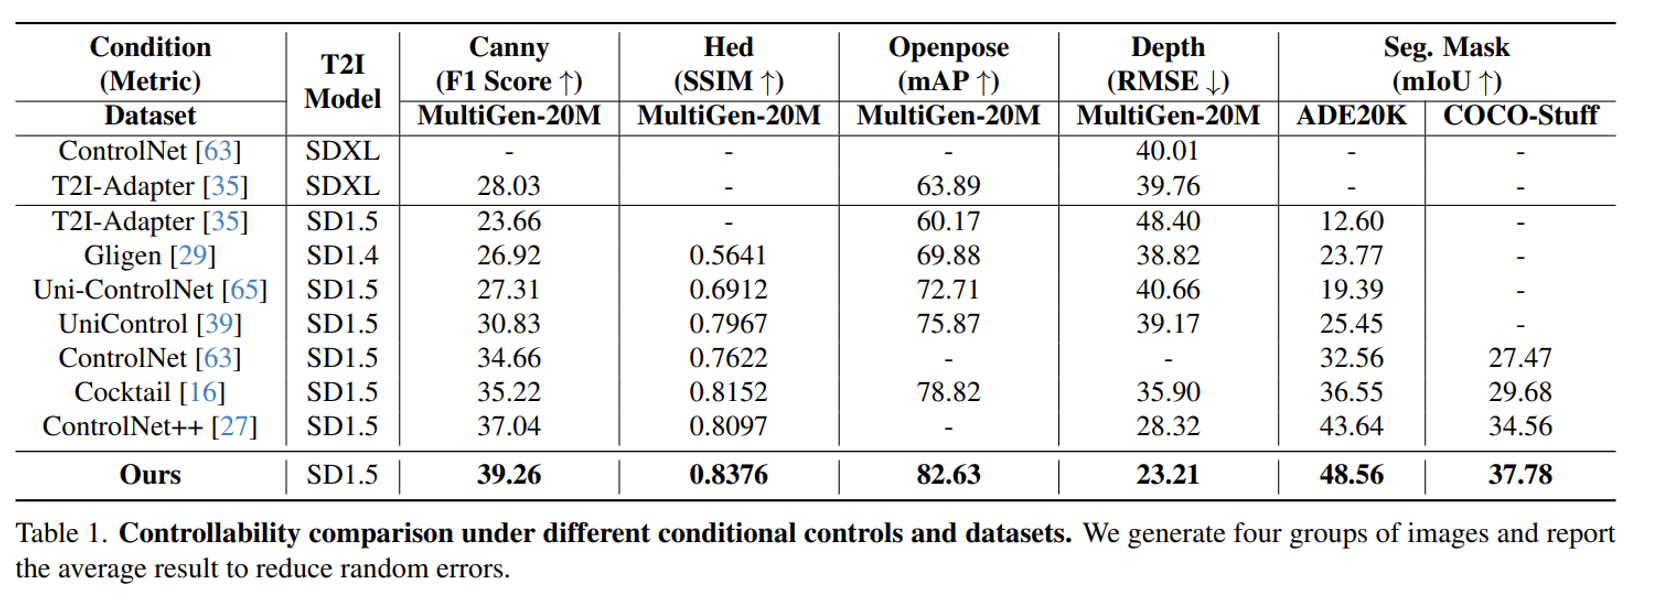 Condition (Metric) | T2I Model | Canny (F1 Score ↑) | Hed (SSIM ↑) | Openpose (mAP ↑) | Depth (RMSE ↓) | Seg. Mask (mIoU ↑)
Dataset | MultiGen-20M | MultiGen-20M | MultiGen-20M | MultiGen-20M | ADE20K | COCO-Stuff
ControlNet [63] | SDXL | - | - | - | 40.01 | - | -
T2I-Adapter [35] | SDXL | 28.03 | - | 63.89 | 39.76 | - | -
T2I-Adapter [35] | SD1.5 | 23.66 | - | 60.17 | 48.40 | 12.60 | -
Gligen [29] | SD1.4 | 26.92 | 0.5641 | 69.88 | 38.82 | 23.77 | -
Uni-ControlNet [65] | SD1.5 | 27.31 | 0.6912 | 72.71 | 40.66 | 19.39 | -
UniControl [39] | SD1.5 | 30.83 | 0.7967 | 75.87 | 39.17 | 25.45 | -
ControlNet [63] | SD1.5 | 34.66 | 0.7622 | - | - | 32.56 | 27.47
Cocktail [16] | SD1.5 | 35.22 | 0.8152 | 78.82 | 35.90 | 36.55 | 29.68
ControlNet++ [27] | SD1.5 | 37.04 | 0.8097 | - | 28.32 | 43.64 | 34.56
Ours | SD1.5 | 39.26 | 0.8376 | 82.63 | 23.21 | 48.56 | 37.78
Table 1. Controllability comparison under different conditional controls and datasets. We generate four groups of images and report
the average result to reduce random errors.